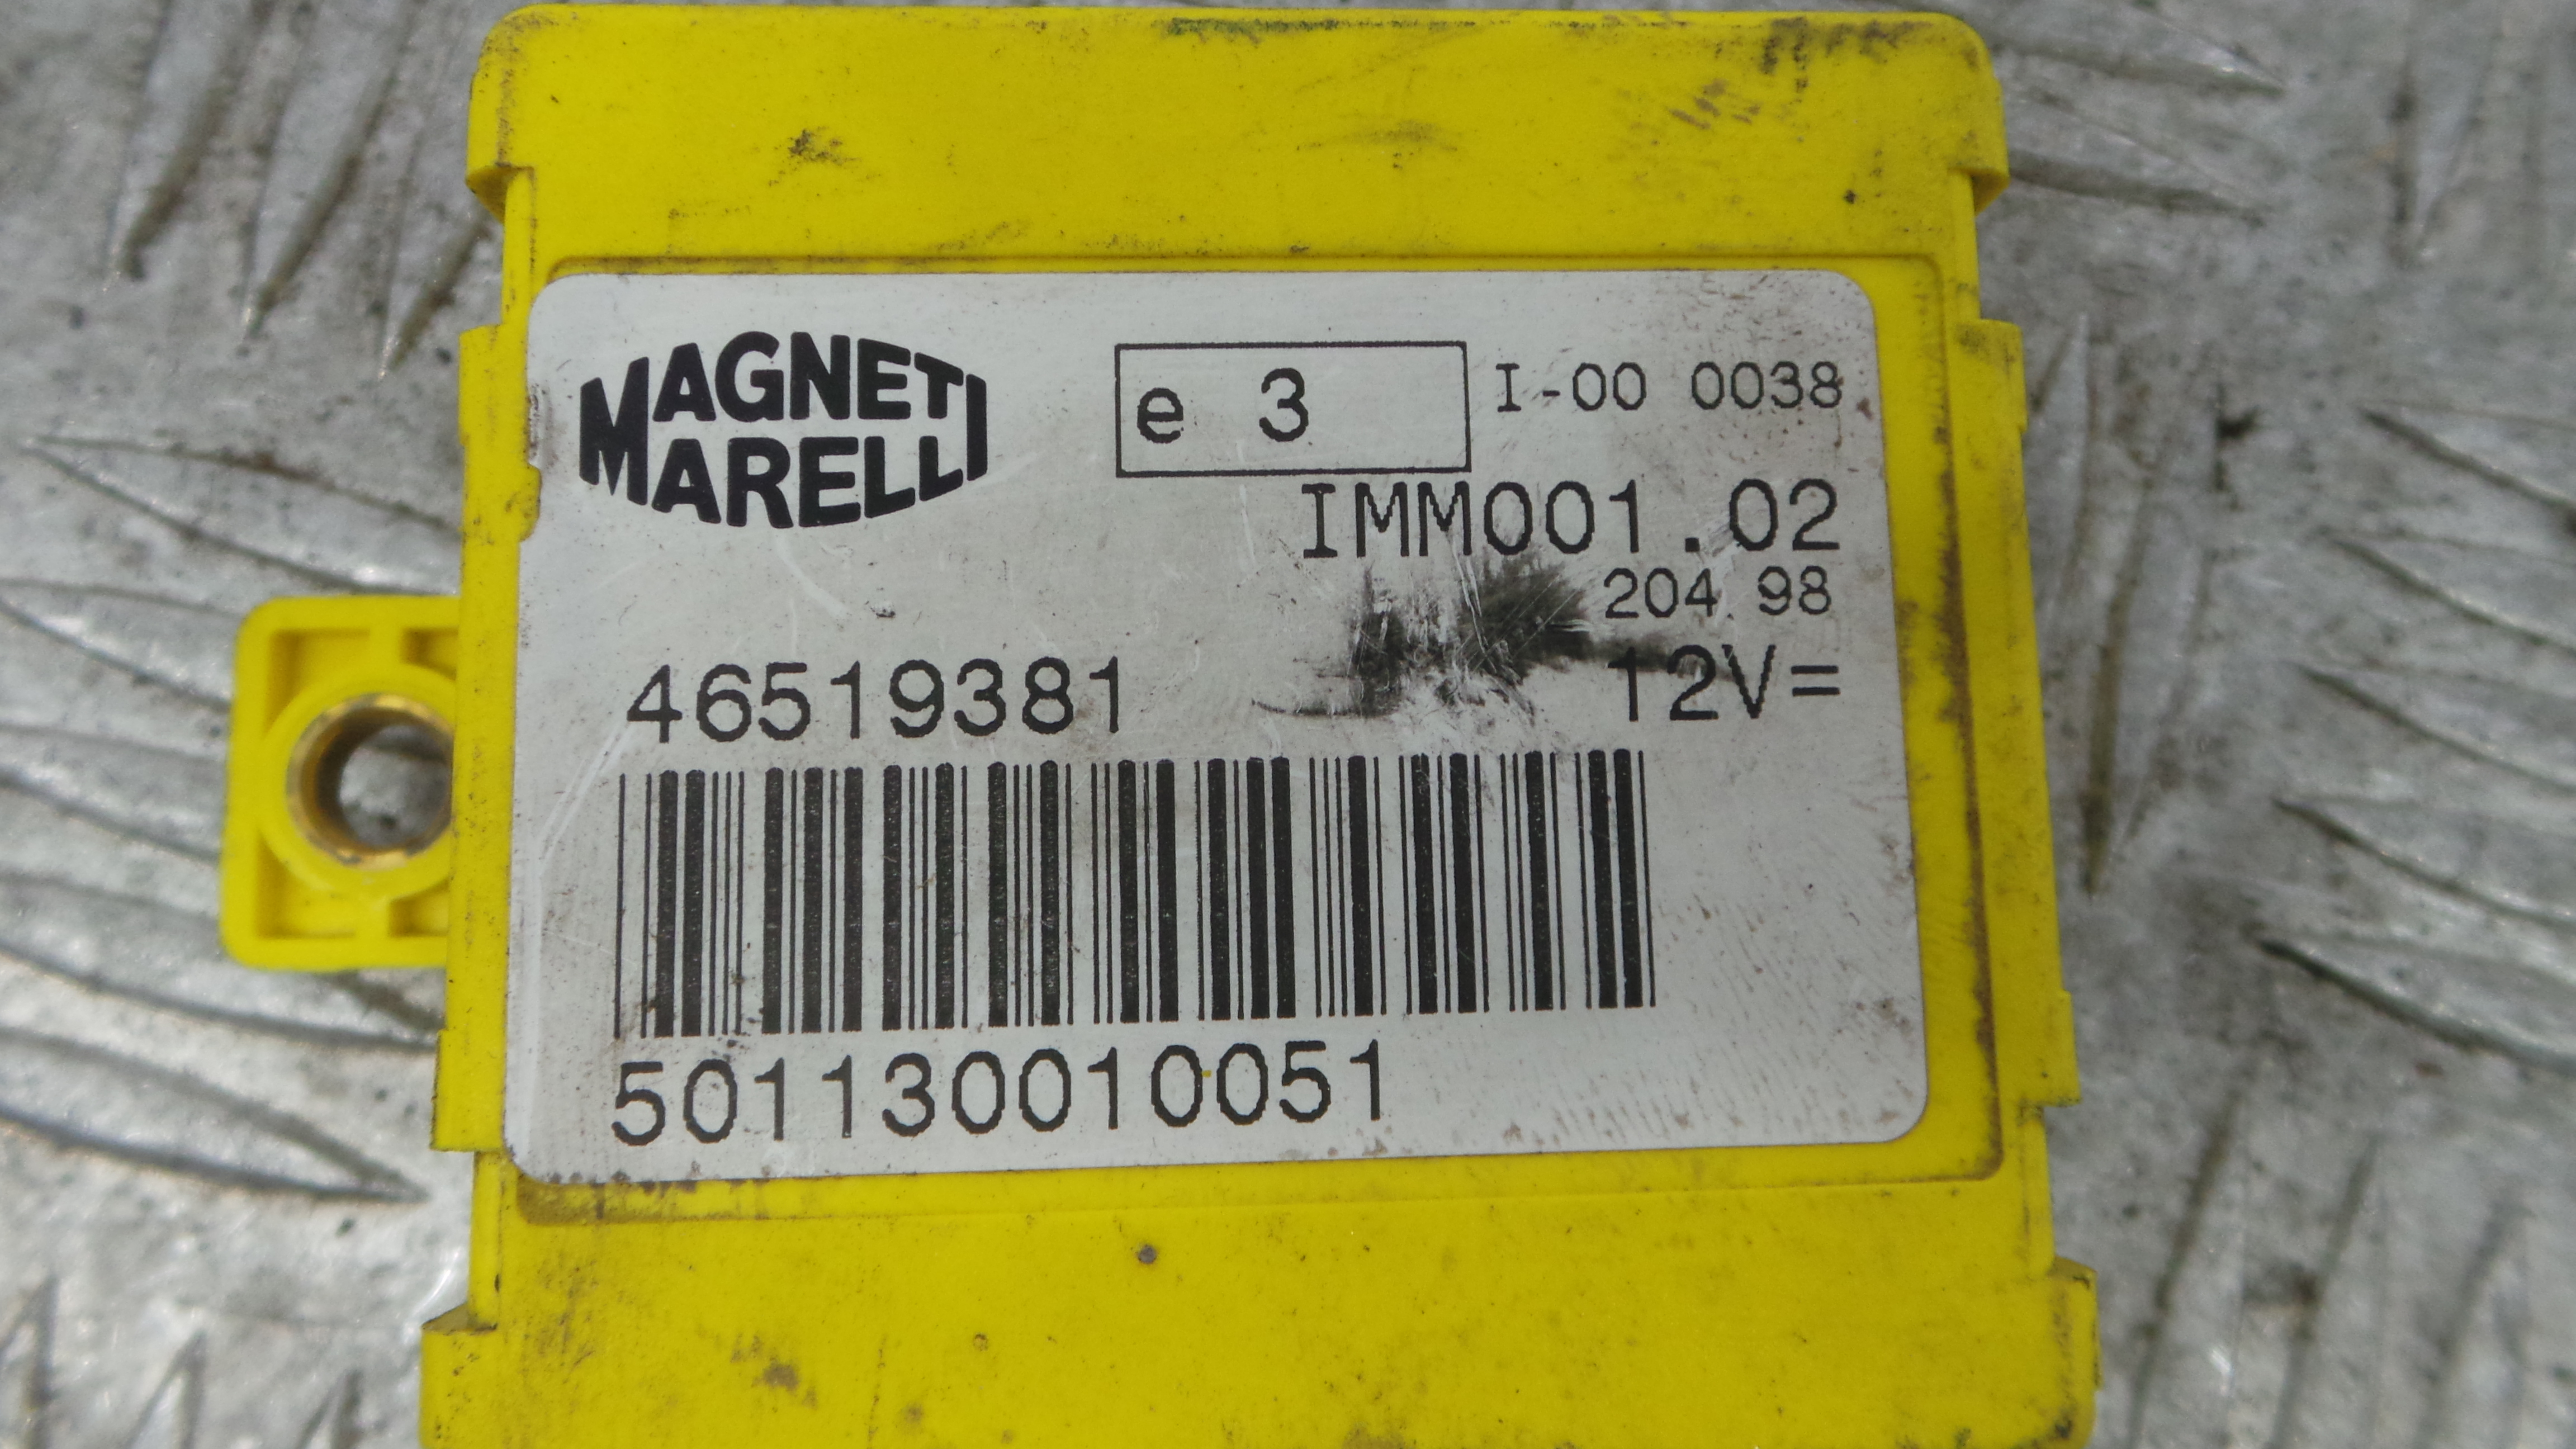 MAGNETI
MARELLI
e 3
I-00 0038
IMM001.02
204 98
46519381
12V=
501130010051